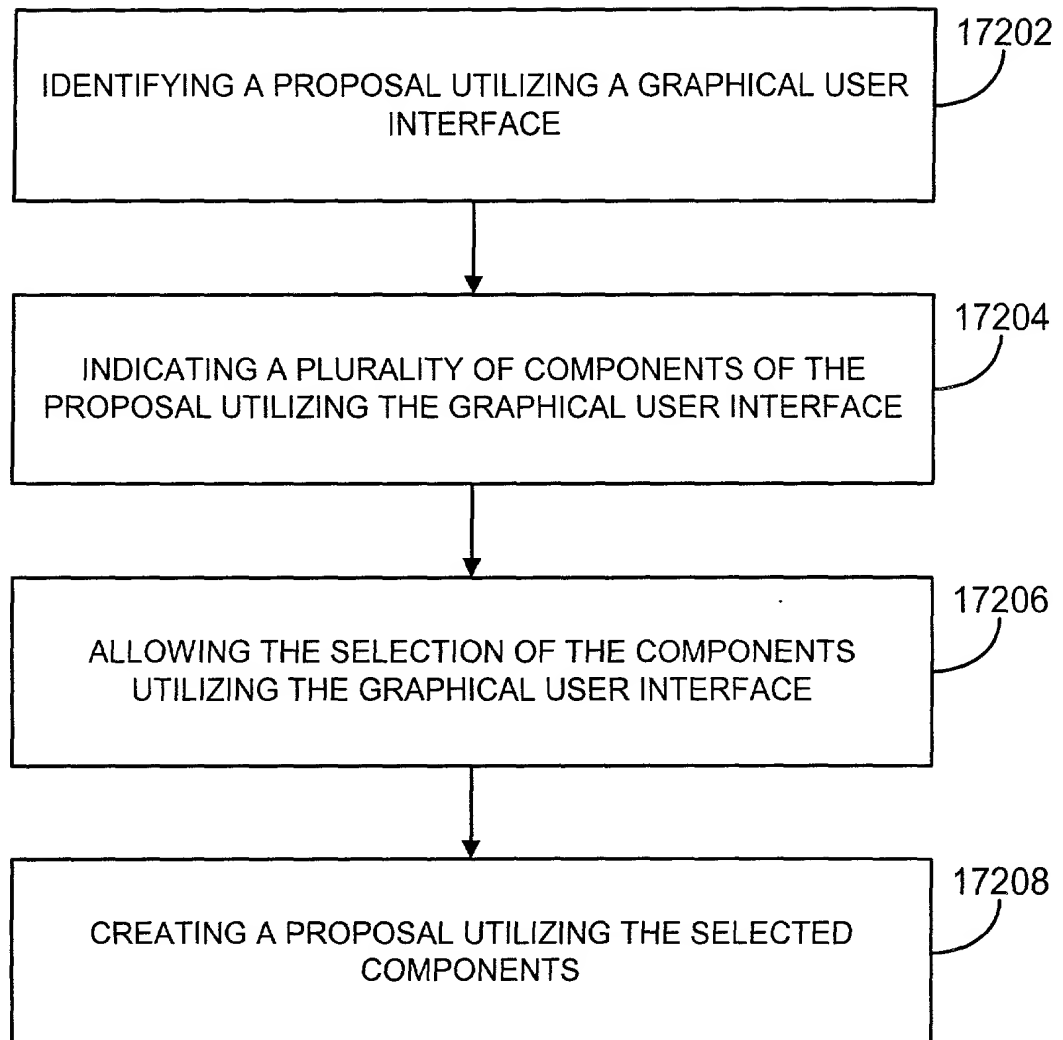 17202
IDENTIFYING A PROPOSAL UTILIZING A GRAPHICAL USER
INTERFACE
17204
INDICATING A PLURALITY OF COMPONENTS OF THE
PROPOSAL UTILIZING THE GRAPHICAL USER INTERFACE
17206
ALLOWING THE SELECTION OF THE COMPONENTS
UTILIZING THE GRAPHICAL USER INTERFACE
17208
CREATING A PROPOSAL UTILIZING THE SELECTED
COMPONENTS